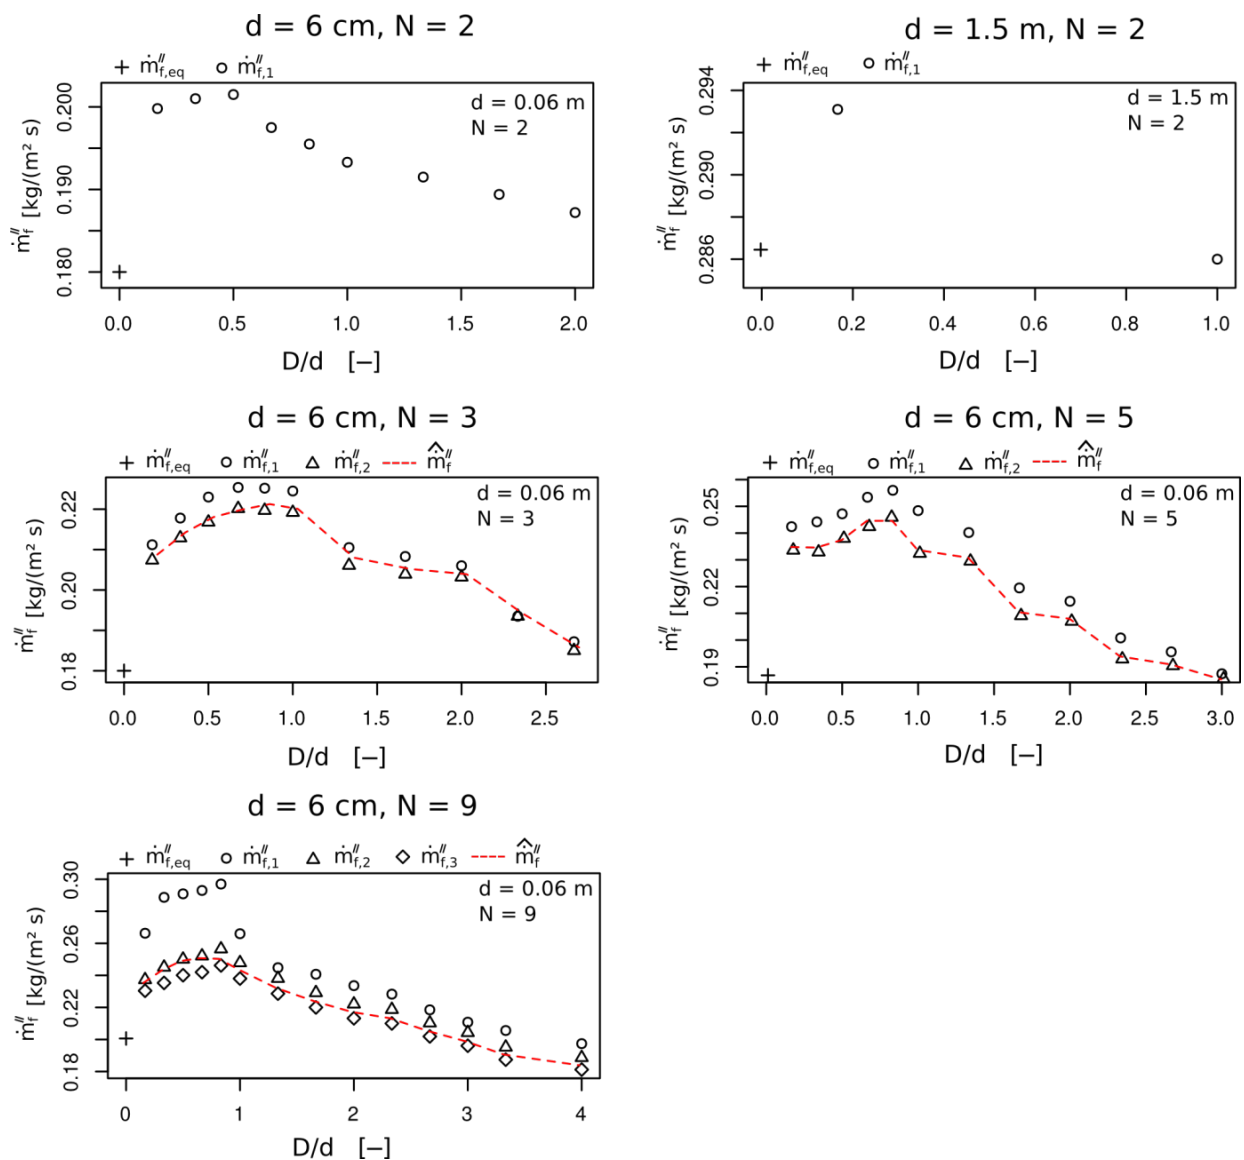 d = 6 cm, N = 2
ṁ″f,eq ṁ″f,1
d = 0.06 m
N = 2
0.180 0.190 0.200
ṁ″f [kg/(m² s)]
0.0 0.5 1.0 1.5 2.0
D/d [−]
d = 1.5 m, N = 2
ṁ″f,eq ṁ″f,1
d = 1.5 m
N = 2
0.286 0.290 0.294
ṁ″f [kg/(m² s)
0.0 0.2 0.4 0.6 0.8 1.0
D/d [−]
d = 6 cm, N = 3
ṁ″f,eq ṁ″f,1 ṁ″f,2 ṁ̂″f
d = 0.06 m
N = 3
0.18 0.20 0.22
ṁ″f [kg/(m² s)
0.0 0.5 1.0 1.5 2.0 2.5
D/d [−]
d = 6 cm, N = 5
ṁ″f,eq ṁ″f,1 ṁ″f,2 ṁ̂″f
d = 0.06 m
N = 5
0.19 0.22 0.25
ṁ″f [kg/(m² s)
0.0 0.5 1.0 1.5 2.0 2.5 3.0
D/d [−]
d = 6 cm, N = 9
ṁ″f,eq ṁ″f,1 ṁ″f,2 ṁ″f,3 ṁ̂″f
d = 0.06 m
N = 9
0.18 0.22 0.26 0.30
ṁ″f [kg/(m² s)
0 1 2 3 4
D/d [−]